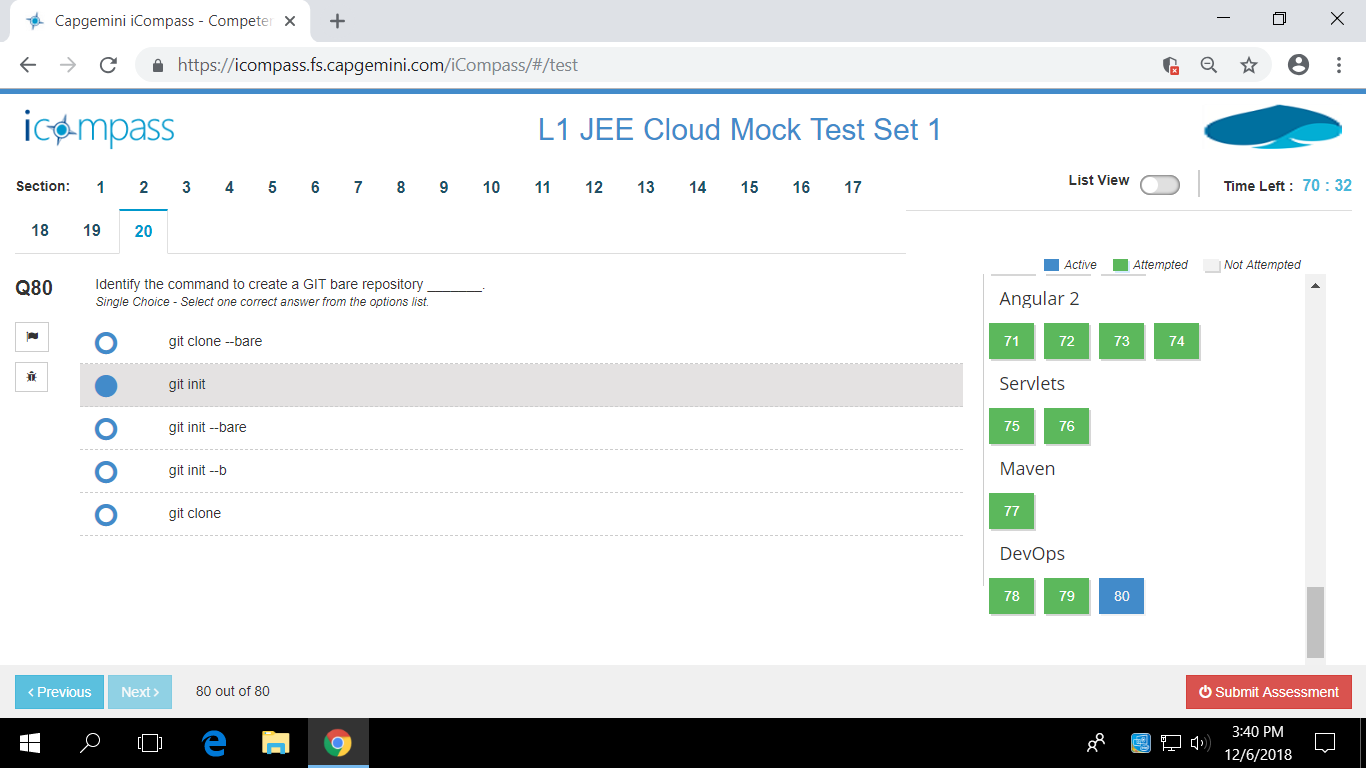 Capgemini iCompass - Competen
https://icompass.fs.capgemini.com/iCompass/#/test
icompass
L1 JEE Cloud Mock Test Set 1
Section: 1 2 3 4 5 6 7 8 9 10 11 12 13 14 15 16 17
List View
Time Left : 70 : 32
18 19 20
Active Attempted Not Attempted
Q80
Identify the command to create a GIT bare repository _______.
Single Choice - Select one correct answer from the options list.
git clone --bare
git init
git init --bare
git init --b
git clone
Angular 2
71 72 73 74
Servlets
75 76
Maven
77
DevOps
78 79 80
‹ Previous
Next ›
80 out of 80
Submit Assessment
3:40 PM
12/6/2018